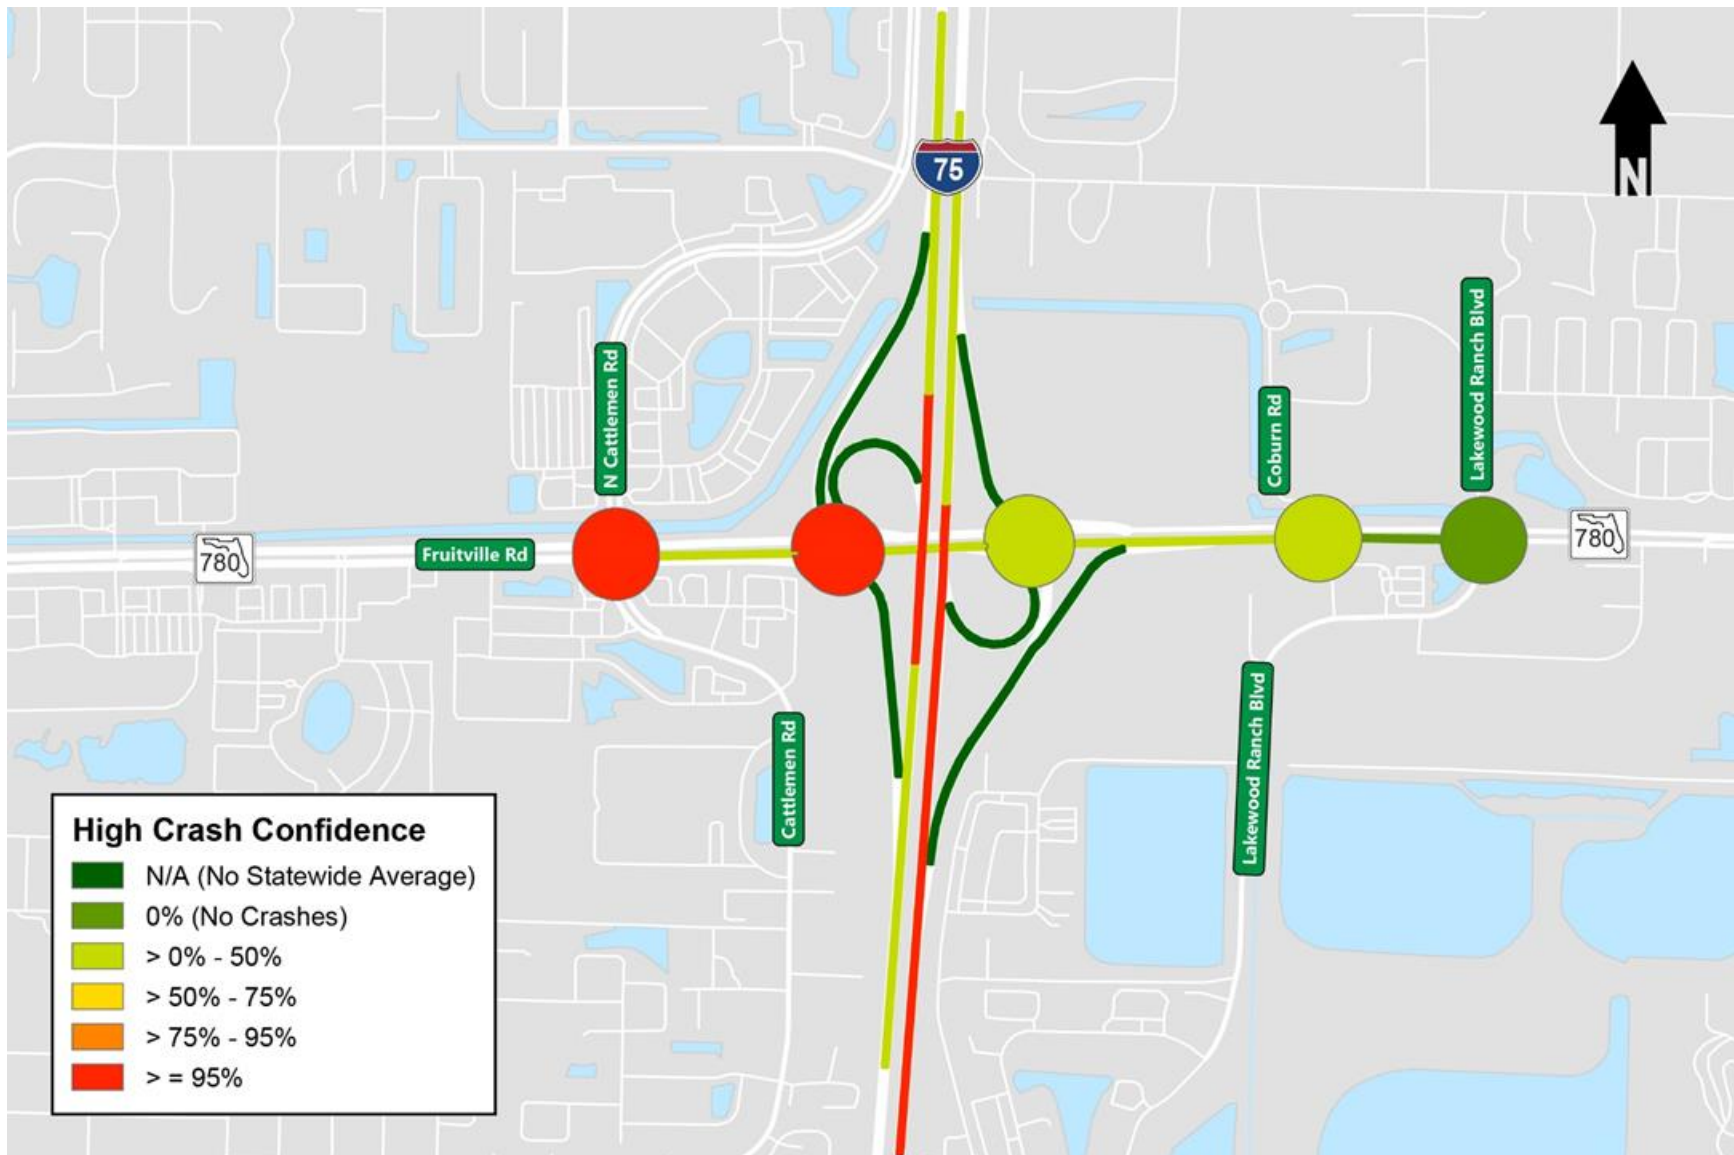 75
N
N Cattlemen Rd
Coburn Rd
Lakewood Ranch Blvd
780
Fruitville Rd
780
Cattlemen Rd
Lakewood Ranch Blvd
High Crash Confidence
N/A (No Statewide Average)
0% (No Crashes)
> 0% - 50%
> 50% - 75%
> 75% - 95%
> = 95%